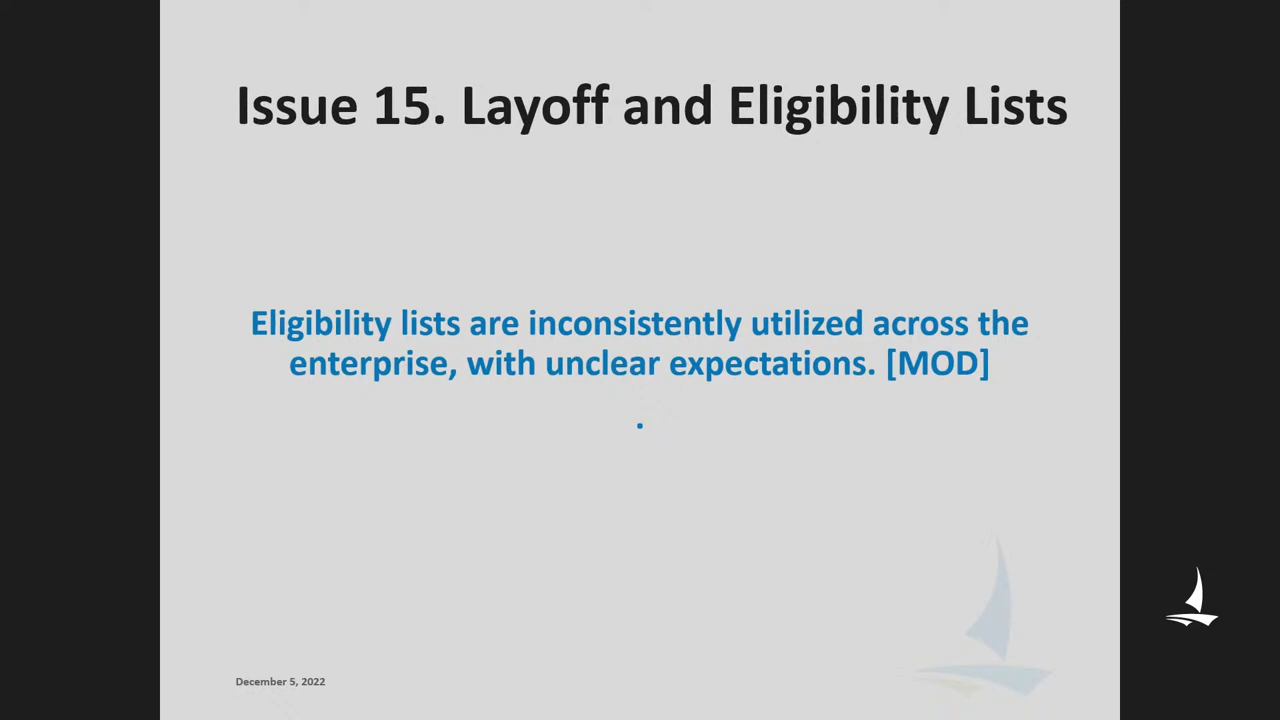 Issue 15. Layoff and Eligibility Lists
Eligibility lists are inconsistently utilized across the
enterprise, with unclear expectations. [MOD]
.
December 5, 2022